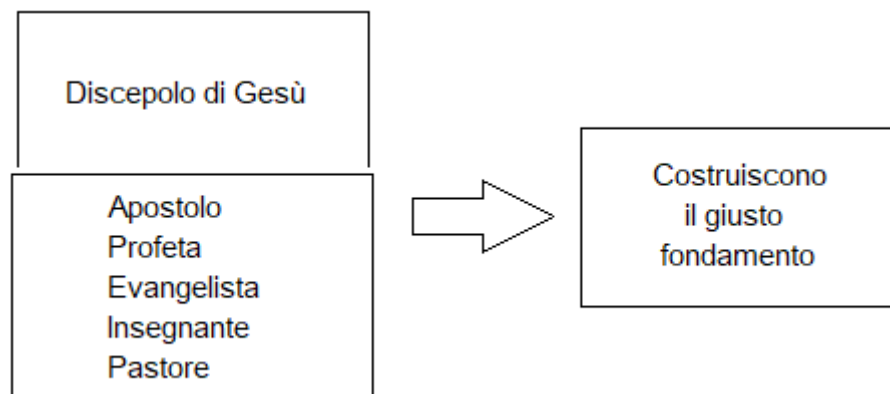 Discepolo di Gesù
Apostolo
Profeta
Evangelista
Insegnante
Pastore
Costruiscono
il giusto
fondamento